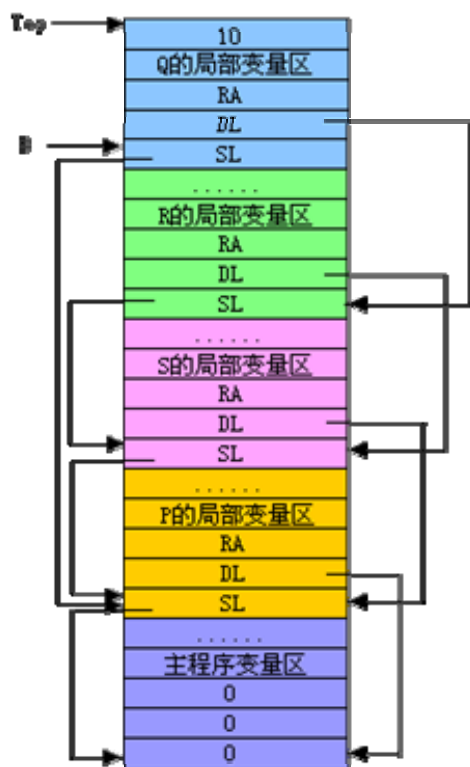 Top
10
Q的局部变量区
RA
DL
B
SL
......
R的局部变量区
RA
DL
SL
......
S的局部变量区
RA
DL
SL
......
P的局部变量区
RA
DL
SL
......
主程序变量区
0
0
0